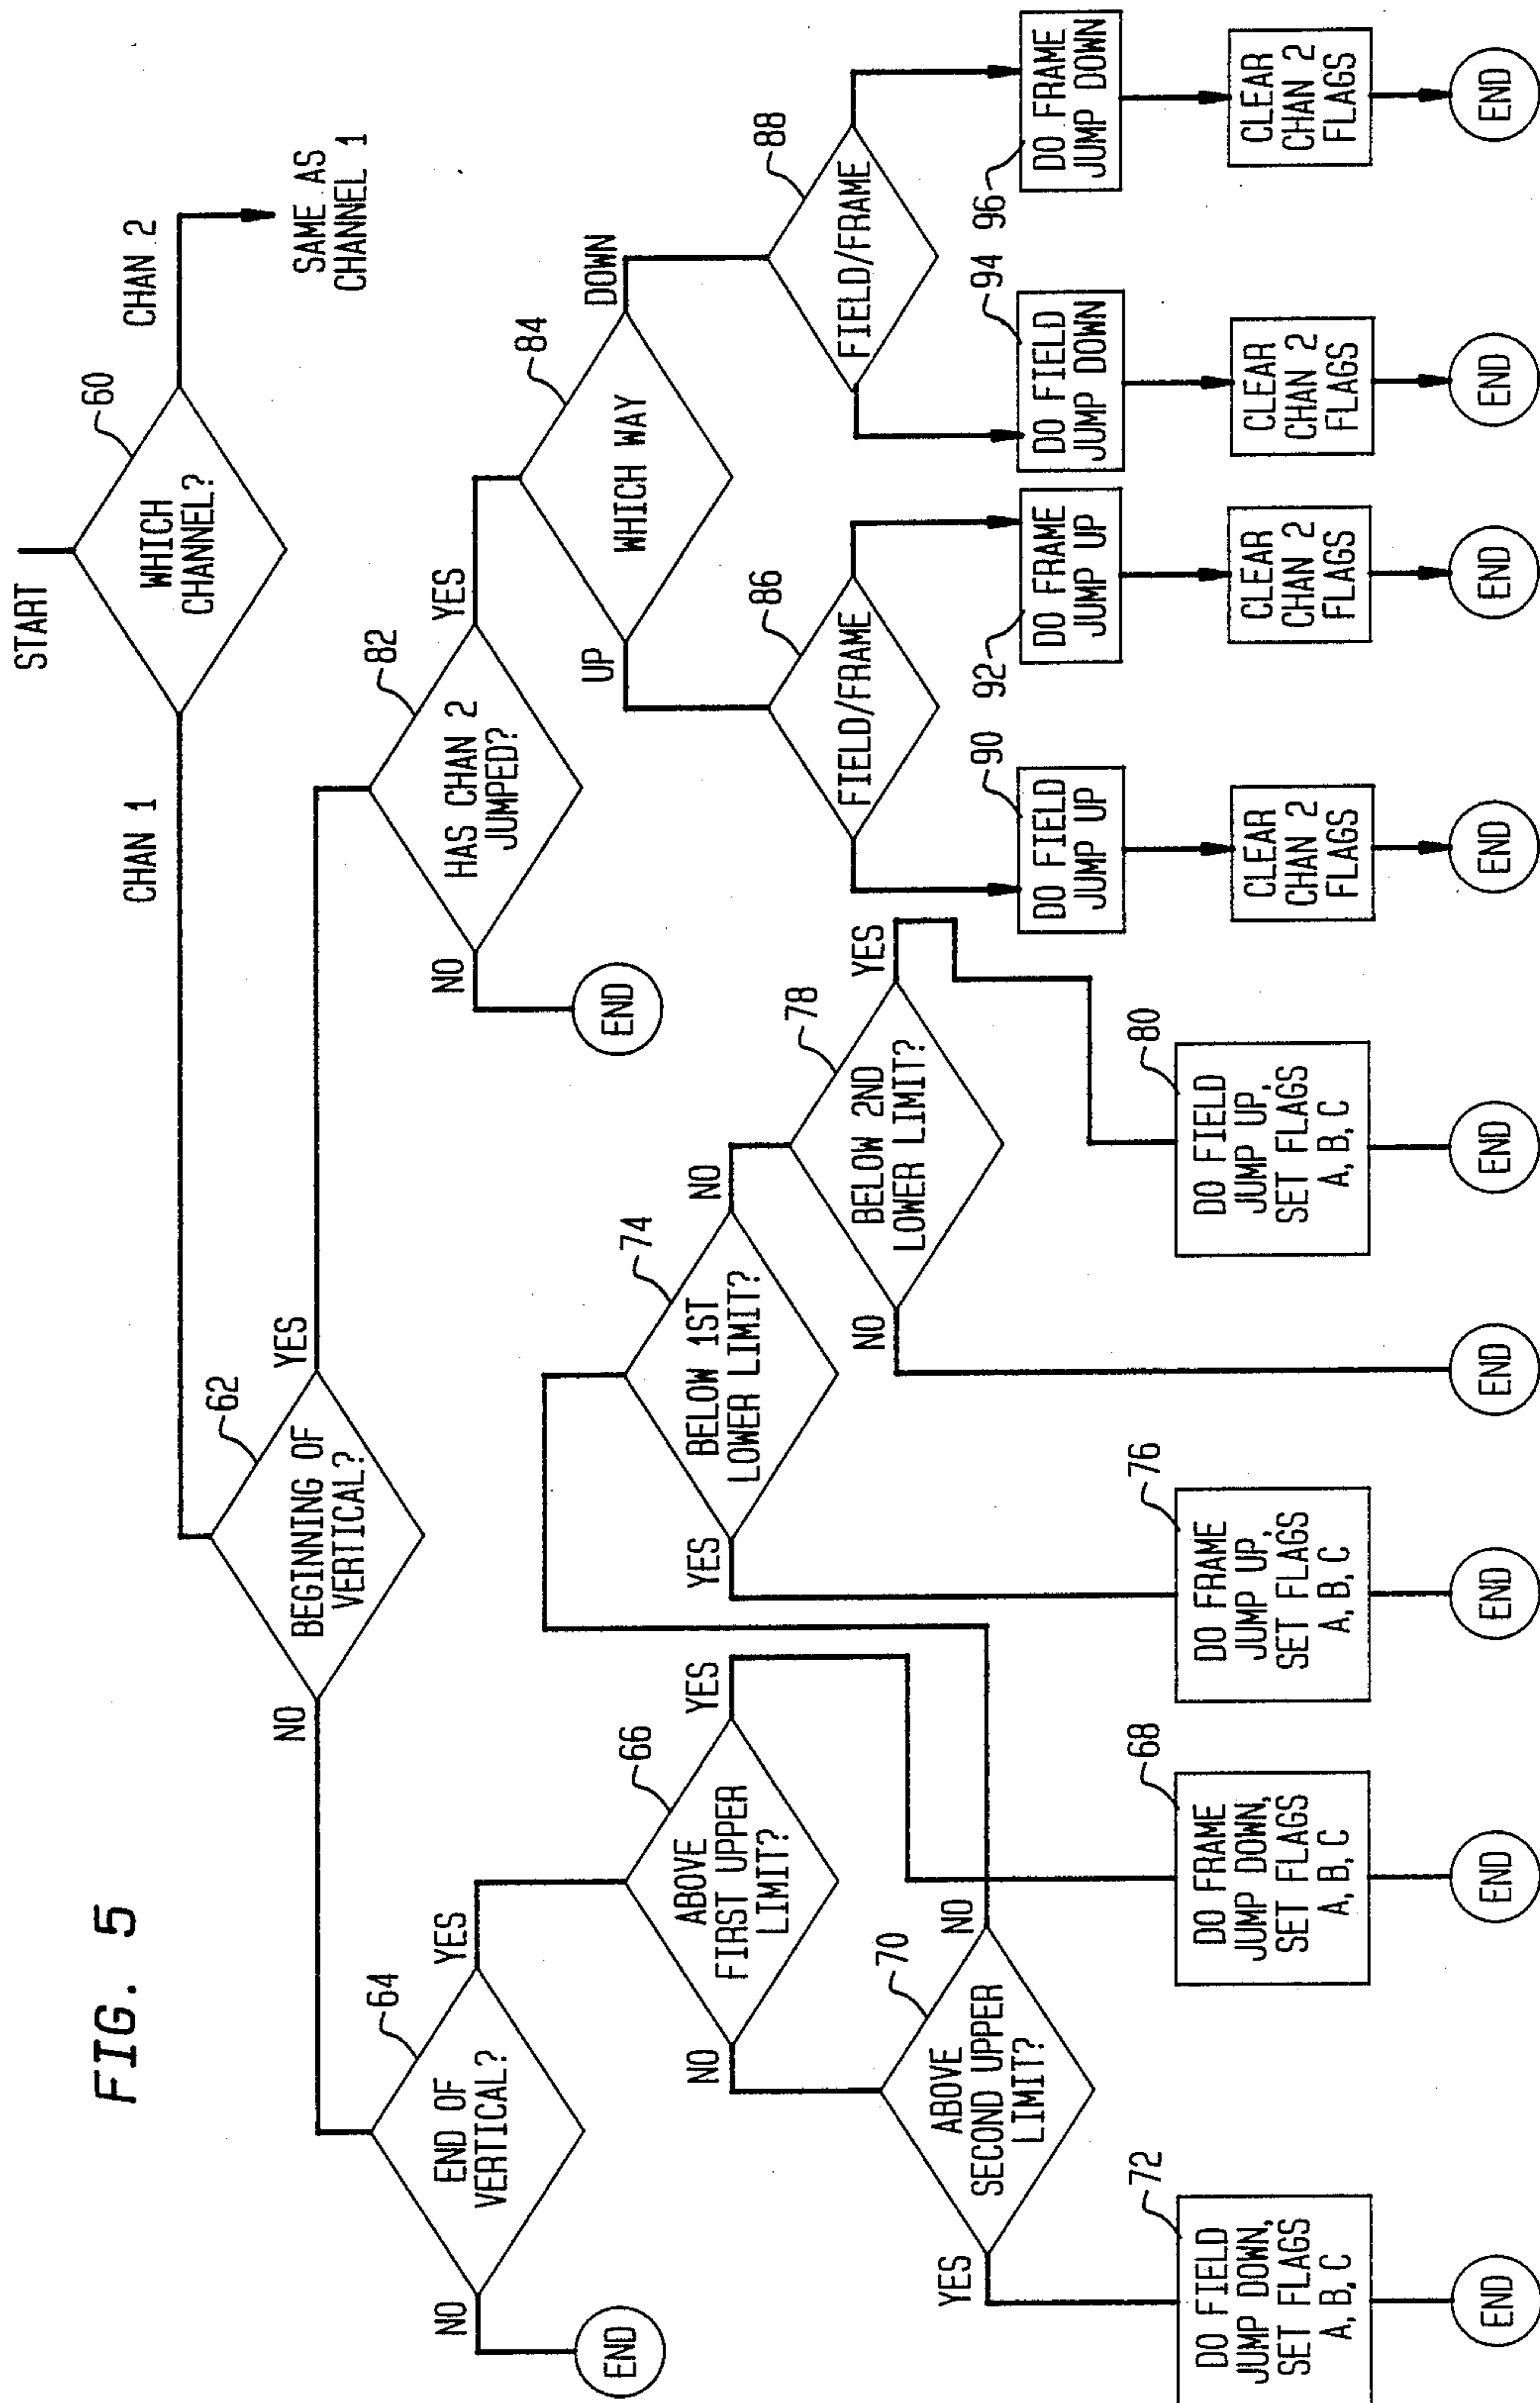 FIG. 5
START
WHICH
CHANNEL?
60
CHAN 1
CHAN 2
SAME AS
CHANNEL 1
BEGINNING OF
VERTICAL?
62
NO
YES
END OF
VERTICAL?
64
NO
YES
END
HAS CHAN 2
JUMPED?
82
NO
YES
END
WHICH WAY
84
UP
DOWN
ABOVE
FIRST UPPER
LIMIT?
66
NO
YES
BELOW 1ST
LOWER LIMIT?
74
YES
NO
FIELD/FRAME
86
FIELD/FRAME
88
ABOVE
SECOND UPPER
LIMIT?
70
YES
NO
BELOW 2ND
LOWER LIMIT?
78
NO
YES
DO FIELD
JUMP UP
90
DO FRAME
JUMP UP
92
DO FIELD
JUMP DOWN
94
DO FRAME
JUMP DOWN
96
DO FIELD
JUMP DOWN,
SET FLAGS
A, B, C
72
DO FRAME
JUMP DOWN,
SET FLAGS
A, B, C
68
DO FRAME
JUMP UP,
SET FLAGS
A, B, C
76
DO FIELD
JUMP UP,
SET FLAGS
A, B, C
80
CLEAR
CHAN 2
FLAGS
CLEAR
CHAN 2
FLAGS
CLEAR
CHAN 2
FLAGS
CLEAR
CHAN 2
FLAGS
END
END
END
END
END
END
END
END
END